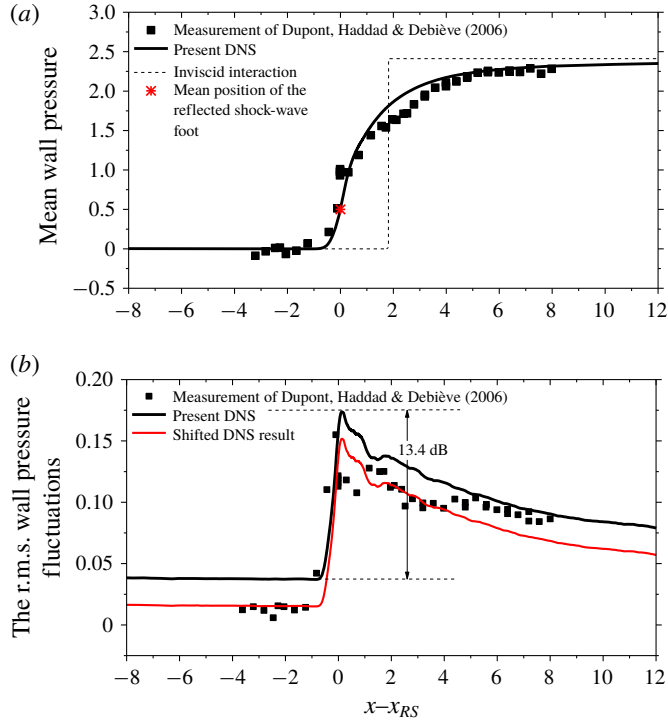 (a)
Measurement of Dupont, Haddad & Debiève (2006)
Present DNS
Inviscid interaction
Mean position of the
reflected shock-wave
foot
Mean wall pressure
3.0
2.5
2.0
1.5
1.0
0.5
0
−0.5
−8 −6 −4 −2 0 2 4 6 8 10 12
(b)
Measurement of Dupont, Haddad & Debiève (2006)
Present DNS
Shifted DNS result
13.4 dB
The r.m.s. wall pressure
fluctuations
0.20
0.15
0.10
0.05
0
−8 −6 −4 −2 0 2 4 6 8 10 12
x–xRS